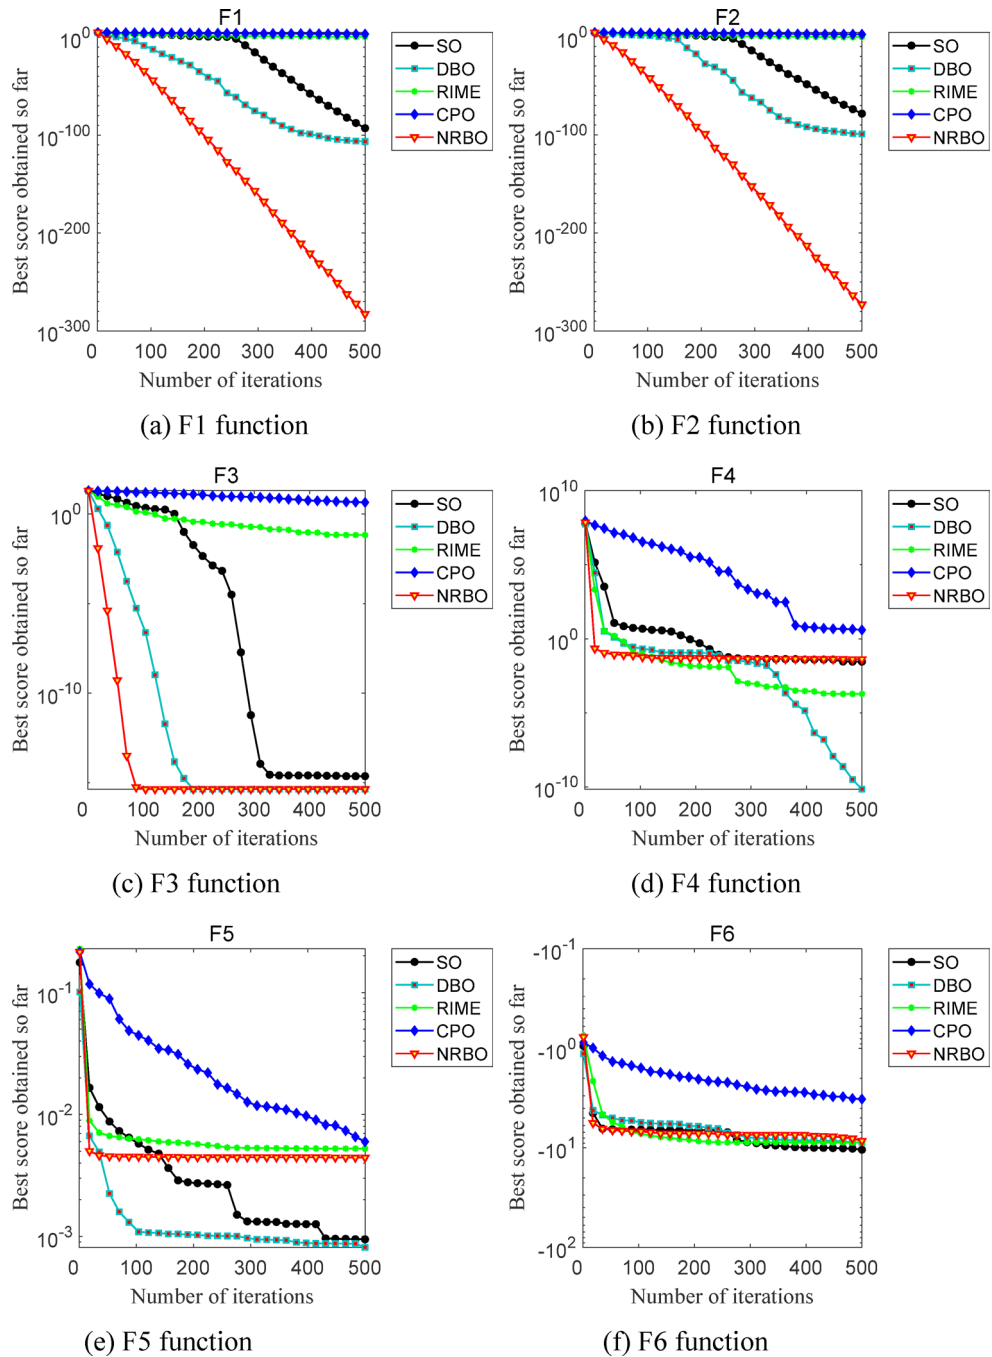 F1
Best score obtained so far
10^0
10^-100
10^-200
10^-300
0 100 200 300 400 500
Number of iterations
SO
DBO
RIME
CPO
NRBO
(a) F1 function
F2
Best score obtained so far
10^0
10^-100
10^-200
10^-300
0 100 200 300 400 500
Number of iterations
SO
DBO
RIME
CPO
NRBO
(b) F2 function
F3
Best score obtained so far
10^0
10^-10
0 100 200 300 400 500
Number of iterations
SO
DBO
RIME
CPO
NRBO
(c) F3 function
F4
Best score obtained so far
10^10
10^0
10^-10
0 100 200 300 400 500
Number of iterations
SO
DBO
RIME
CPO
NRBO
(d) F4 function
F5
Best score obtained so far
10^-1
10^-2
10^-3
0 100 200 300 400 500
Number of iterations
SO
DBO
RIME
CPO
NRBO
(e) F5 function
F6
Best score obtained so far
-10^-1
-10^0
-10^1
-10^2
0 100 200 300 400 500
Number of iterations
SO
DBO
RIME
CPO
NRBO
(f) F6 function